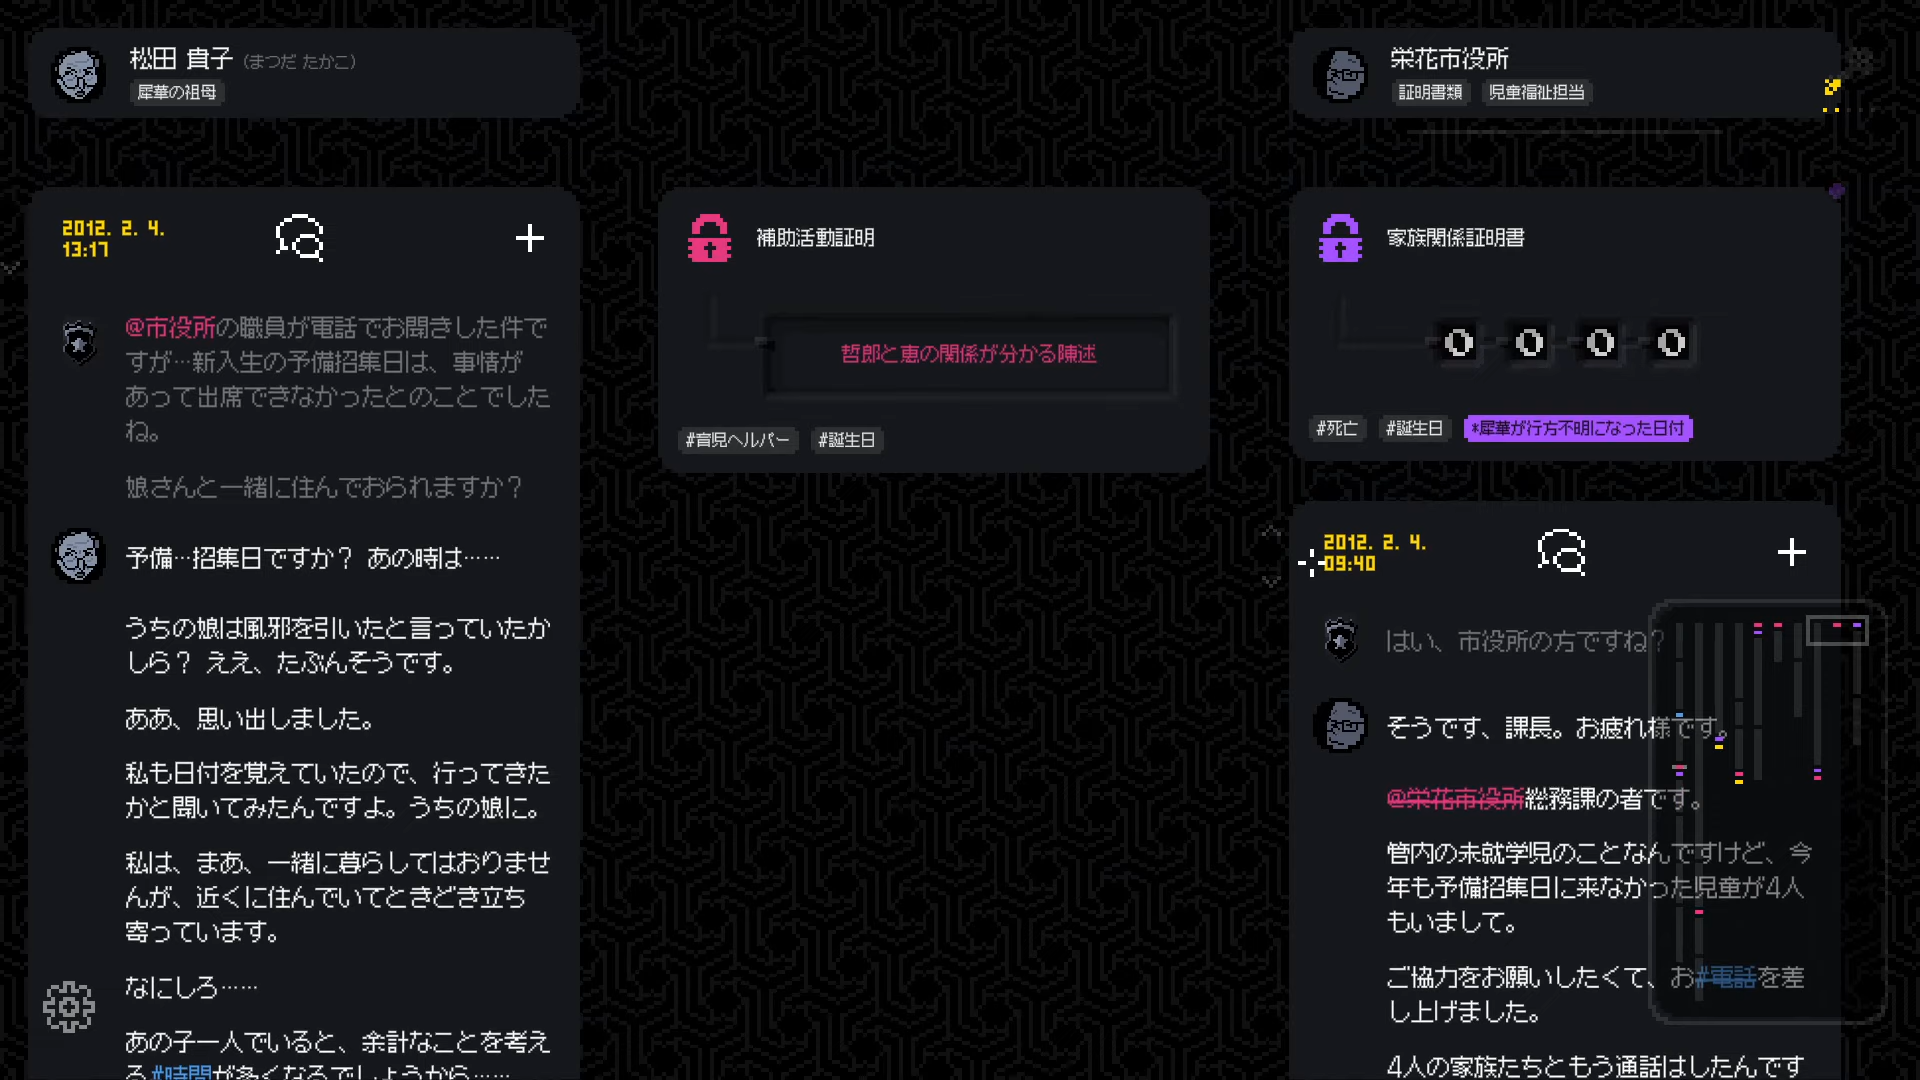 松田 貴子 (まつだ たかこ)
犀華の祖母
2012. 2. 4.
13:17
@市役所の職員が電話でお聞きした件で
すが…新入生の予備招集日は、事情が
あって出席できなかったとのことでした
ね。
娘さんと一緒に住んでおられますか？
予備…招集日ですか？ あの時は……
うちの娘は風邪を引いたと言っていたか
しら？ ええ、たぶんそうです。
ああ、思い出しました。
私も日付を覚えていたので、行ってきた
かと聞いてみたんですよ。うちの娘に。
私は、まあ、一緒に暮らしてはおりませ
んが、近くに住んでいてときどき立ち
寄っています。
なにしろ……
あの子一人でいると、余計なことを考え
る#時間が多くなるでしょうから……
補助活動証明
哲郎と恵の関係が分かる陳述
#育児ヘルパー #誕生日
栄花市役所
証明書類 児童福祉担当
家族関係証明書
0 0 0 0
#死亡 #誕生日 *犀華が行方不明になった日付
2012. 2. 4.
09:40
はい、市役所の方ですね？
そうです、課長。お疲れ様です。
@栄花市役所総務課の者です。
管内の未就学児のことなんですけど、今
年も予備招集日に来なかった児童が4人
もいまして。
ご協力をお願いしたくて、お#電話を差
し上げました。
4人の家族たちともう通話はしたんです